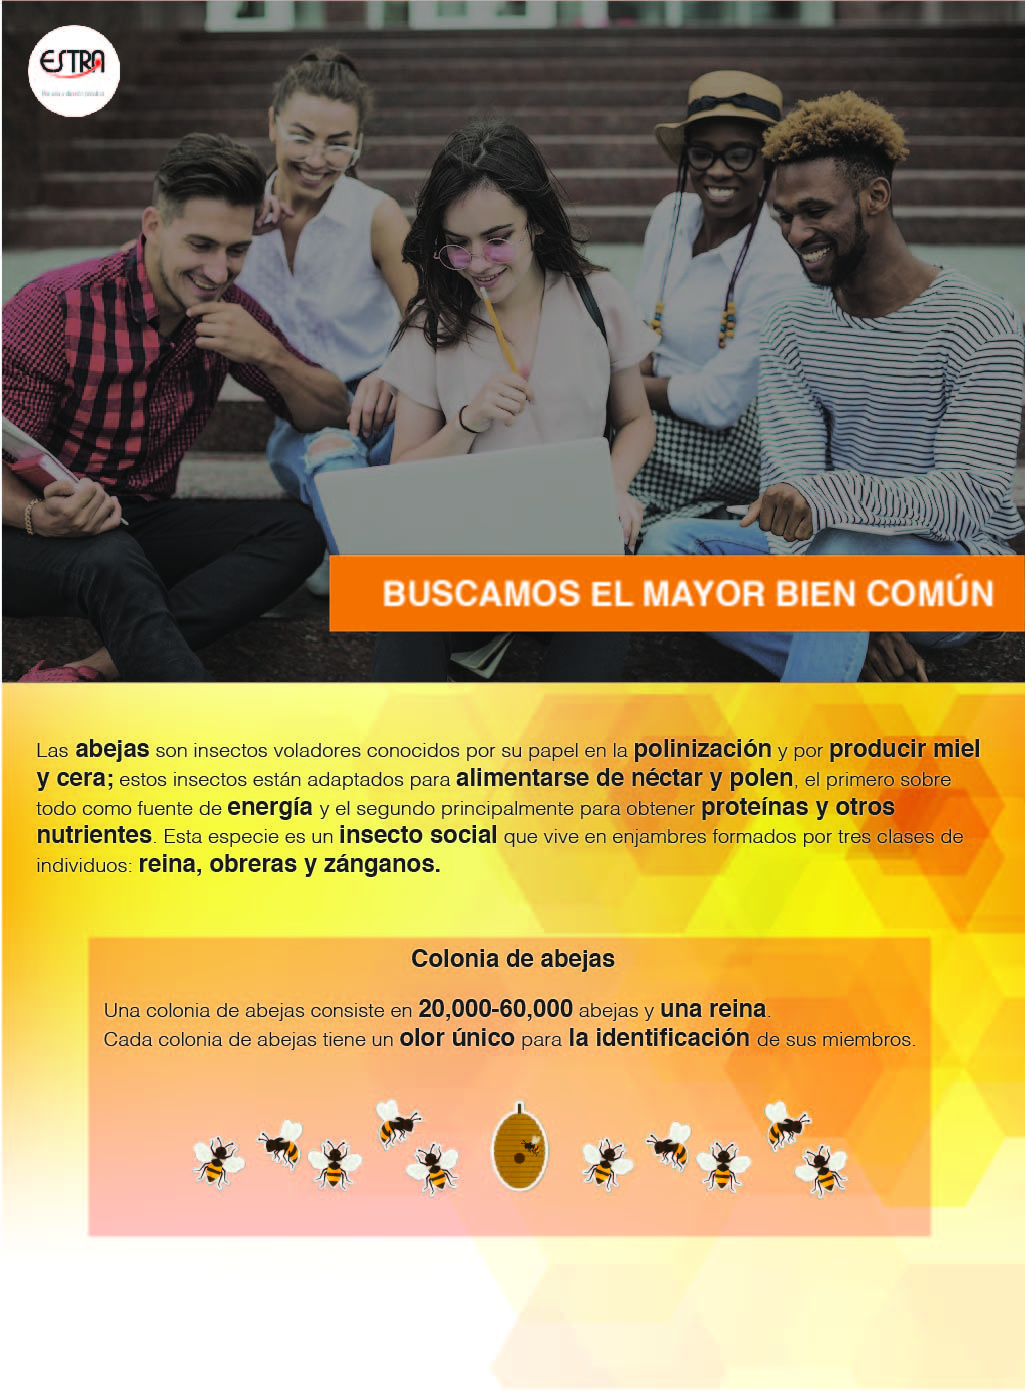 ESTRA
BUSCAMOS EL MAYOR BIEN COMÚN
Las abejas son insectos voladores conocidos por su papel en la polinización y por producir miel
y cera; estos insectos están adaptados para alimentarse de néctar y polen, el primero sobre
todo como fuente de energía y el segundo principalmente para obtener proteínas y otros
nutrientes. Esta especie es un insecto social que vive en enjambres formados por tres clases de
individuos: reina, obreras y zánganos.
Colonia de abejas
Una colonia de abejas consiste en 20,000-60,000 abejas y una reina.
Cada colonia de abejas tiene un olor único para la identificación de sus miembros.